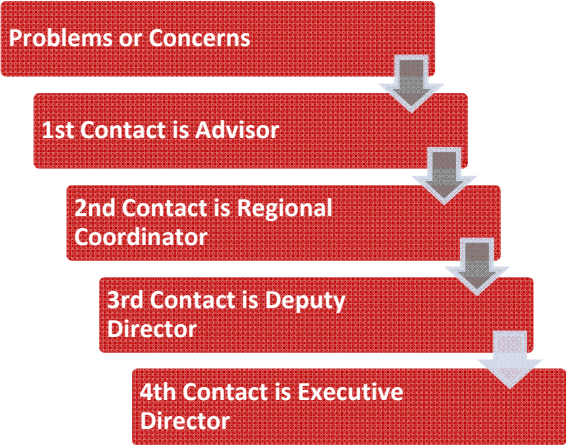 Problems or Concerns
1st Contact is Advisor
2nd Contact is Regional
Coordinator
3rd Contact is Deputy
Director
4th Contact is Executive
Director